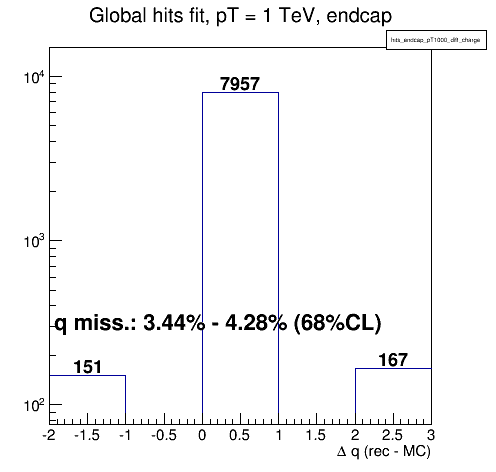 Global hits fit, pT = 1 TeV, endcap
hits_endcap_pT1000_diff_charge
10⁴
7957
10³
q miss.: 3.44% - 4.28% (68%CL)
151
167
10²
-2 -1.5 -1 -0.5 0 0.5 1 1.5 2 2.5 3
Δ q (rec - MC)